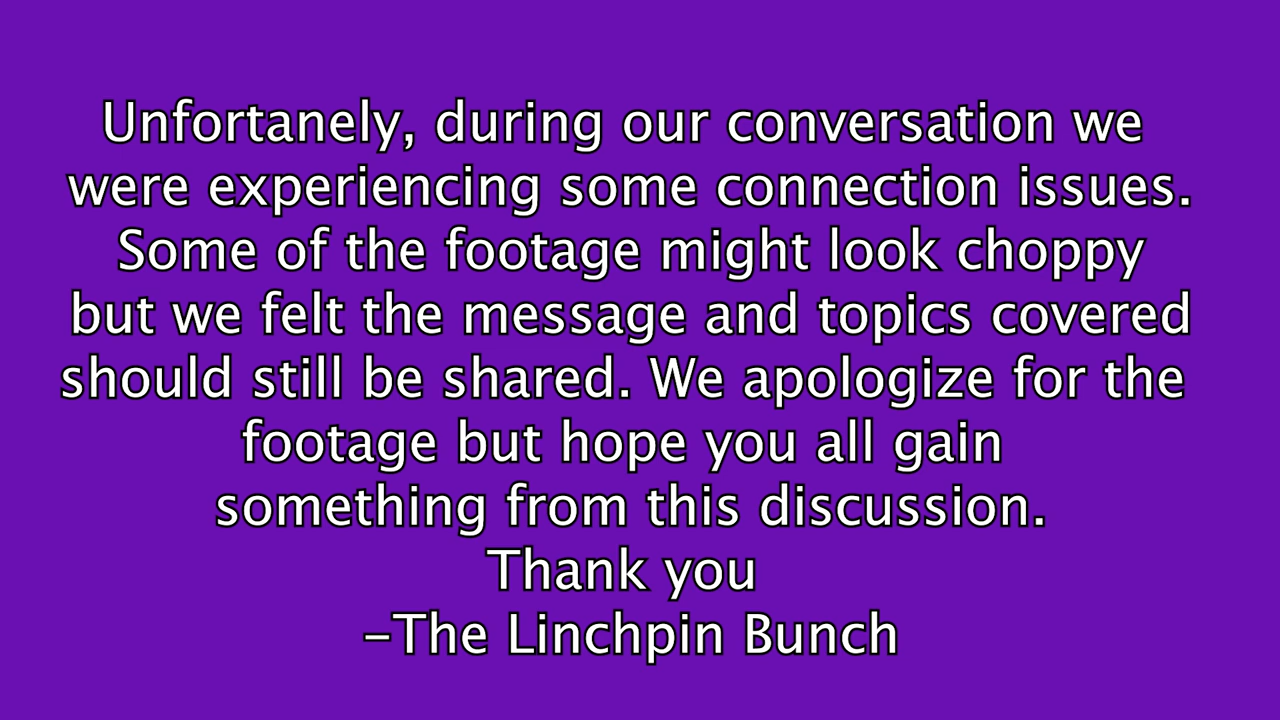 Unfortanely, during our conversation we
were experiencing some connection issues.
Some of the footage might look choppy
but we felt the message and topics covered
should still be shared. We apologize for the
footage but hope you all gain
something from this discussion.
Thank you
-The Linchpin Bunch